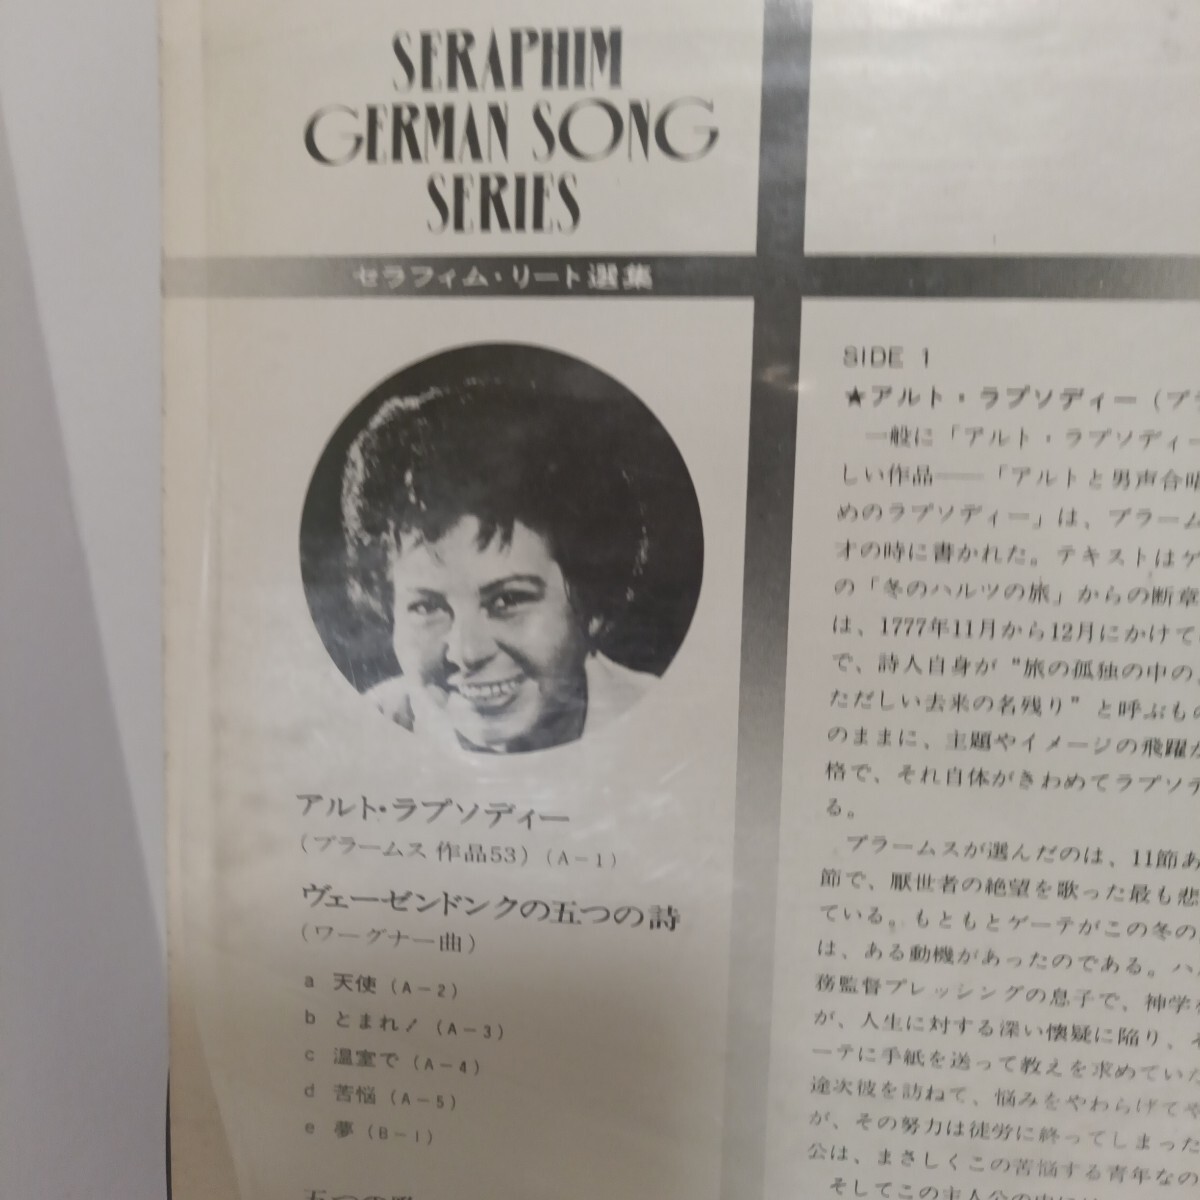 SERAPHIM
GERMAN SONG
SERIES
セラフィム・リート選集
アルト・ラプソディー
(ブラームス 作品53) (A-1)
ヴェーゼンドンクの五つの詩
(ワーグナー曲)
a 天使 (A-2)
b とまれ! (A-3)
c 温室で (A-4)
d 苦悩 (A-5)
e 夢 (B-1)
SIDE 1
★アルト・ラプソディー (ブラ
一般に「アルト・ラプソディー
しい作品——「アルトと男声合唱
めのラプソディー」は、ブラーム
オの時に書かれた。テキストはゲ
の「冬のハルツの旅」からの断章
は、1777年11月から12月にかけて
で、詩人自身が“旅の孤独の中の、
ただしい去来の名残り”と呼ぶもの
のままに、主題やイメージの飛躍が
格で、それ自体がきわめてラプソデ
る。
ブラームスが選んだのは、11節あ
節で、厭世者の絶望を歌った最も悲
ている。もともとゲーテがこの冬の
は、ある動機があったのである。ハ
務監督プレッシングの息子で、神学を
が、人生に対する深い懐疑に陥り、そ
ーテに手紙を送って教えを求めていた
途次彼を訪ねて、悩みをやわらげてや
が、その努力は徒労に終ってしまった
公は、まさしくこの苦悩する青年なの
そしてこの主人公の